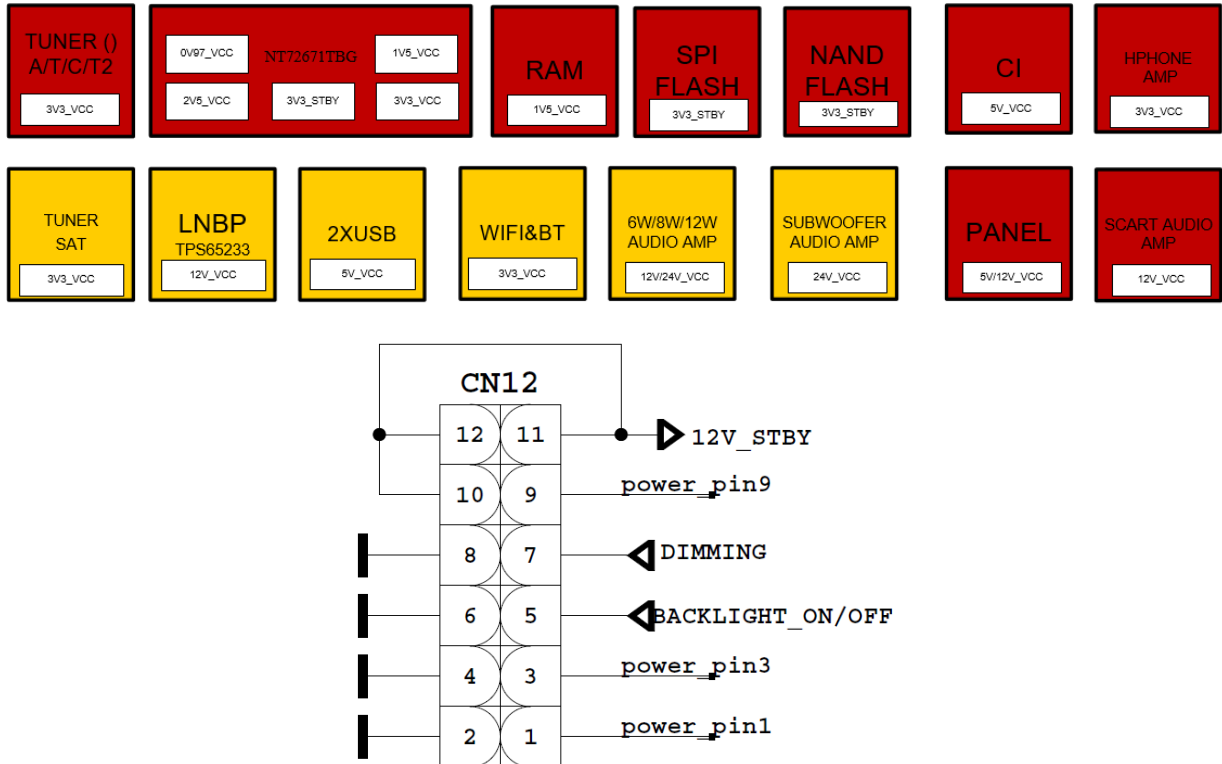 TUNER ()
A/T/C/T2
3V3_VCC
0V97_VCC
NT72671TBG
1V5_VCC
2V5_VCC
3V3_STBY
3V3_VCC
RAM
1V5_VCC
SPI
FLASH
3V3_STBY
NAND
FLASH
3V3_STBY
CI
5V_VCC
HPHONE
AMP
3V3_VCC
TUNER
SAT
3V3_VCC
LNBP
TPS65233
12V_VCC
2XUSB
5V_VCC
WIFI&BT
3V3_VCC
6W/8W/12W
AUDIO AMP
12V/24V_VCC
SUBWOOFER
AUDIO AMP
24V_VCC
PANEL
5V/12V_VCC
SCART AUDIO
AMP
12V_VCC
CN12
12 11 12V_STBY
10 9 power_pin9
8 7 DIMMING
6 5 BACKLIGHT_ON/OFF
4 3 power_pin3
2 1 power_pin1